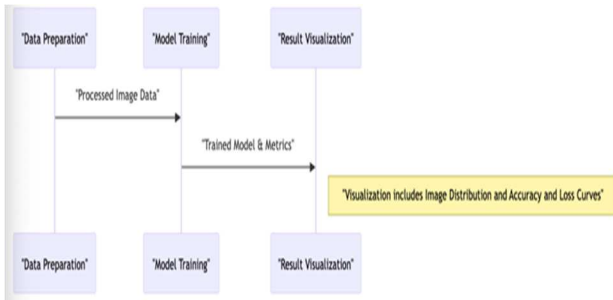 "Data Preparation" "Model Training" "Result Visualization"
"Processed Image Data"
"Trained Model & Metrics"
"Visualization includes Image Distribution and Accuracy and Loss Curves"
"Data Preparation" "Model Training" "Result Visualization"